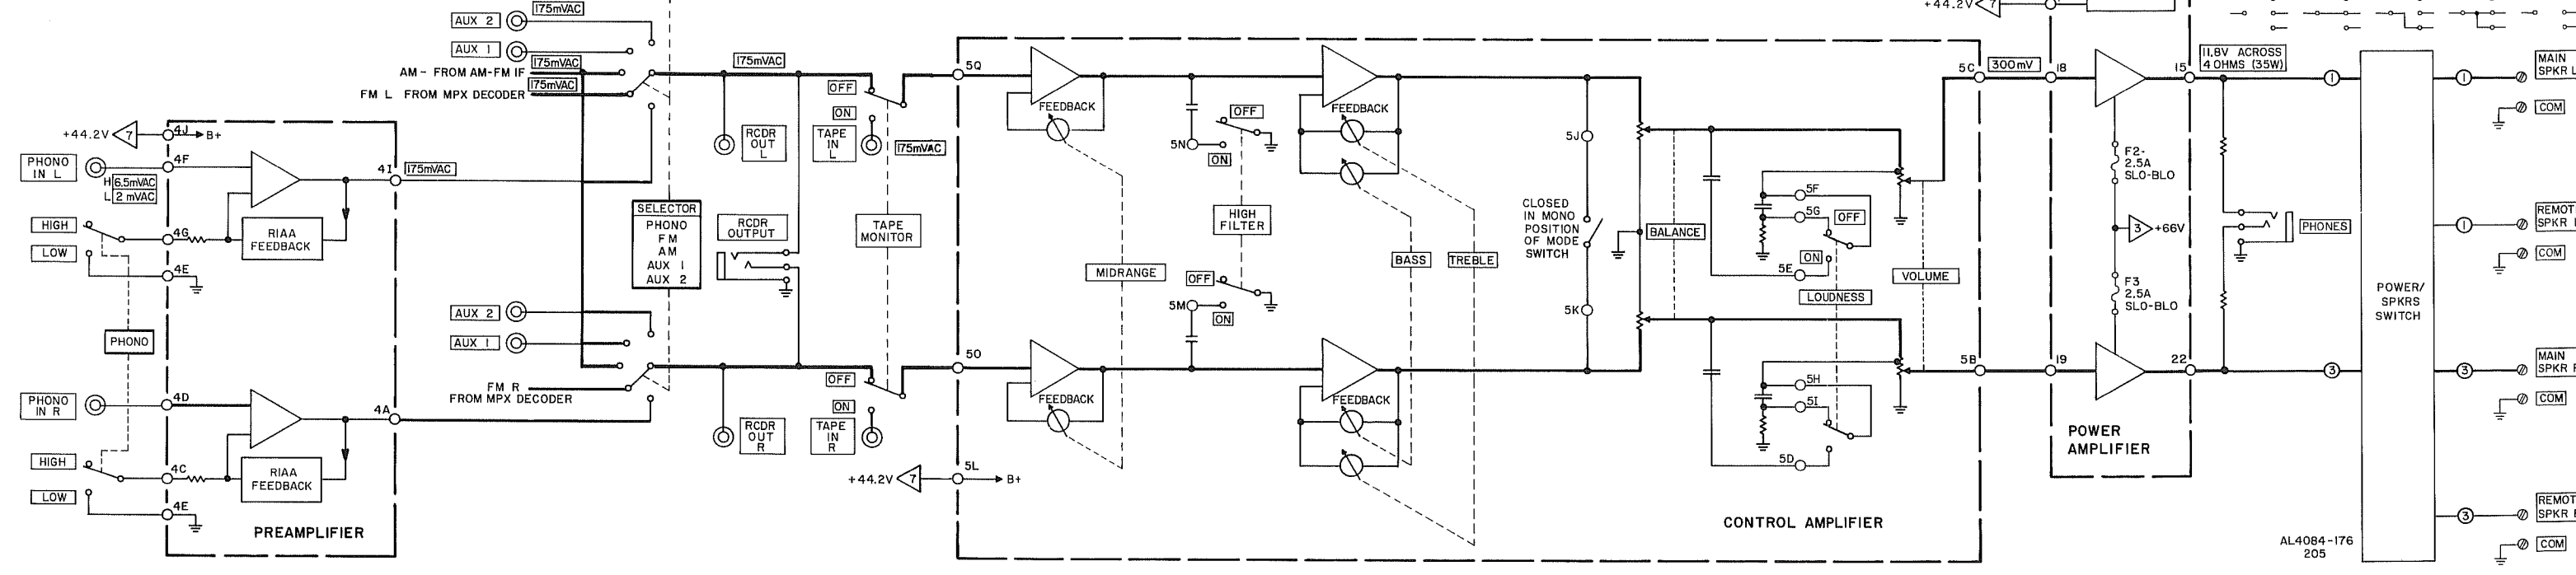 AUX 2
175mVAC
AUX 1
175mVAC
AM - FROM AM-FM IF
175mVAC
FM L FROM MPX DECODER
+44.2V
7
4J
B+
PHONO
IN L
4F
H 6.5mVAC
L 2 mVAC
4I
175mVAC
HIGH
LOW
4G
RIAA
FEEDBACK
4E
PHONO
PHONO
IN R
4D
4A
HIGH
LOW
4C
RIAA
FEEDBACK
4E
PREAMPLIFIER
SELECTOR
PHONO
FM
AM
AUX 1
AUX 2
AUX 2
AUX 1
FM R
FROM MPX DECODER
175mVAC
RCDR
OUT
L
RCDR
OUTPUT
RCDR
OUT
R
OFF
ON
TAPE
IN
L
175mVAC
TAPE
MONITOR
OFF
ON
TAPE
IN
R
5Q
FEEDBACK
5N
OFF
ON
HIGH
FILTER
MIDRANGE
OFF
5M
ON
5O
FEEDBACK
+44.2V
7
5L
B+
FEEDBACK
BASS
TREBLE
FEEDBACK
5J
CLOSED
IN MONO
POSITION
OF MODE
SWITCH
5K
BALANCE
5F
5G
OFF
ON
5E
LOUDNESS
VOLUME
5H
5I
5D
CONTROL AMPLIFIER
5C
300mV
18
15
5B
19
22
+44.2V
7
F2-
2.5A
SLO-BLO
3
+66V
F3
2.5A
SLO-BLO
POWER
AMPLIFIER
11.8V ACROSS
4 OHMS (35W)
PHONES
1
3
POWER/
SPKRS
SWITCH
AL4084-176
205
1
MAIN
SPKR L
COM
1
REMOT
SPKR
COM
3
MAIN
SPKR
COM
3
REMOT
SPKR
COM